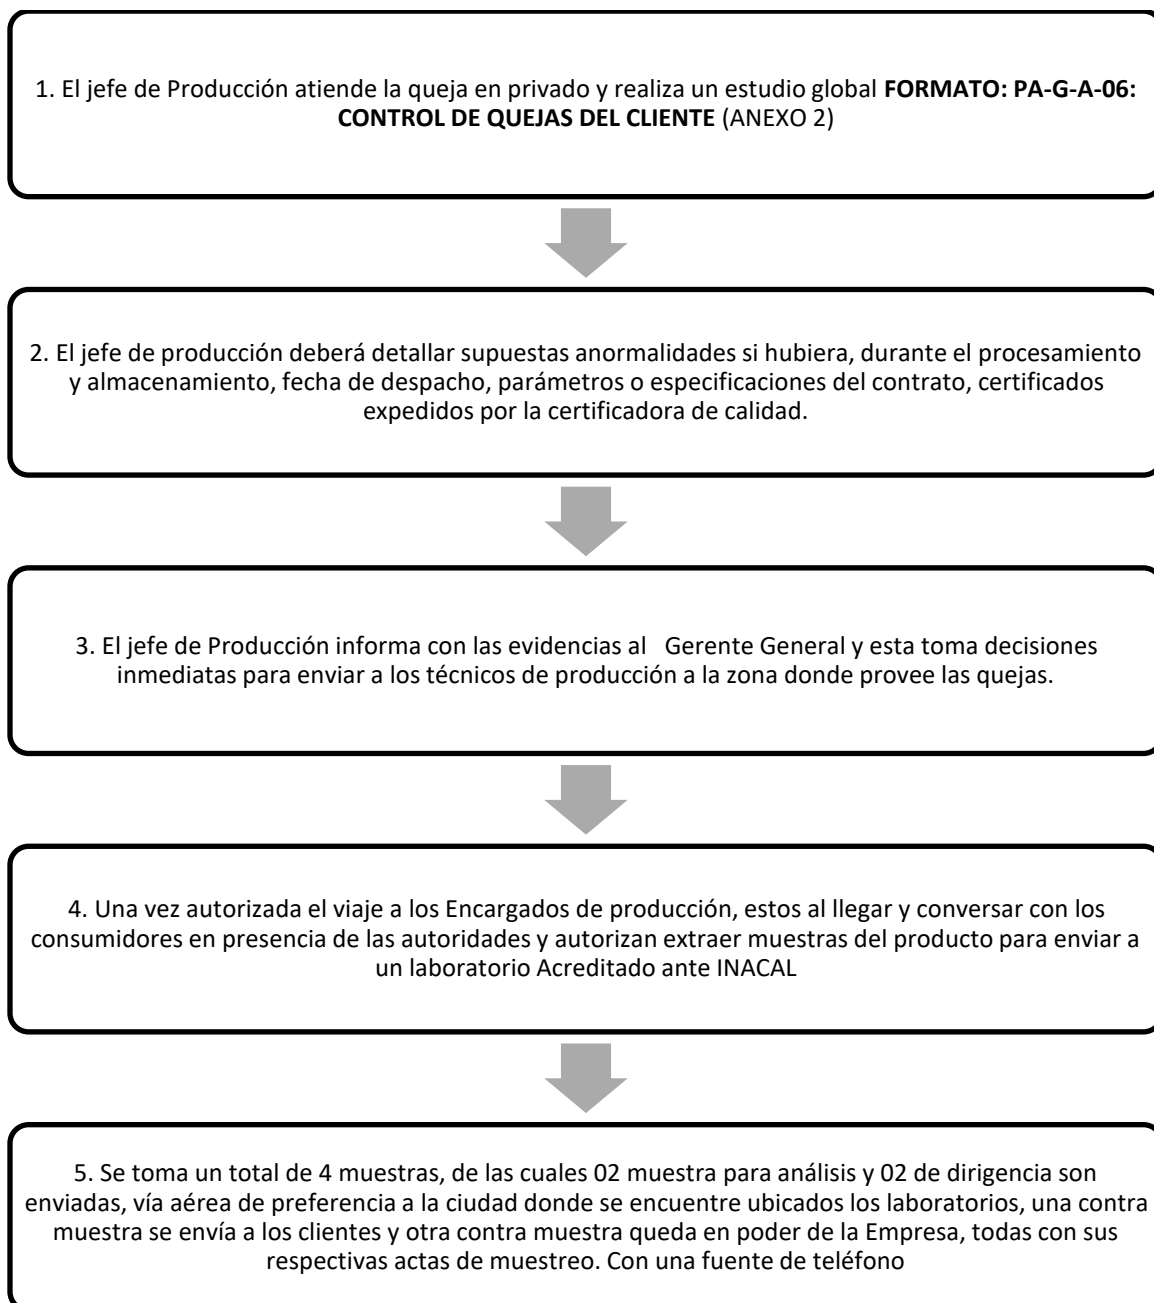 1. El jefe de Producción atiende la queja en privado y realiza un estudio global FORMATO: PA-G-A-06:
CONTROL DE QUEJAS DEL CLIENTE (ANEXO 2)
2. El jefe de producción deberá detallar supuestas anormalidades si hubiera, durante el procesamiento
y almacenamiento, fecha de despacho, parámetros o especificaciones del contrato, certificados
expedidos por la certificadora de calidad.
3. El jefe de Producción informa con las evidencias al   Gerente General y esta toma decisiones
inmediatas para enviar a los técnicos de producción a la zona donde provee las quejas.
4. Una vez autorizada el viaje a los Encargados de producción, estos al llegar y conversar con los
consumidores en presencia de las autoridades y autorizan extraer muestras del producto para enviar a
un laboratorio Acreditado ante INACAL
5. Se toma un total de 4 muestras, de las cuales 02 muestra para análisis y 02 de dirigencia son
enviadas, vía aérea de preferencia a la ciudad donde se encuentre ubicados los laboratorios, una contra
muestra se envía a los clientes y otra contra muestra queda en poder de la Empresa, todas con sus
respectivas actas de muestreo. Con una fuente de teléfono